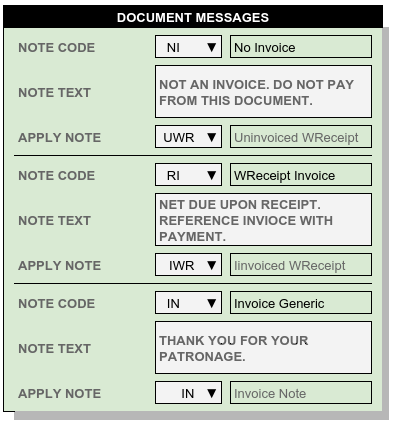 DOCUMENT MESSAGES
NOTE CODE NI ▼ No Invoice
NOTE TEXT NOT AN INVOICE. DO NOT PAY
FROM THIS DOCUMENT.
APPLY NOTE UWR ▼ Uninvoiced WReceipt
NOTE CODE RI ▼ WReceipt Invoice
NOTE TEXT NET DUE UPON RECEIPT.
REFERENCE INVIOCE WITH
PAYMENT.
APPLY NOTE IWR ▼ Iinvoiced WReceipt
NOTE CODE IN ▼ Invoice Generic
NOTE TEXT THANK YOU FOR YOUR
PATRONAGE.
APPLY NOTE IN ▼ Invoice Note